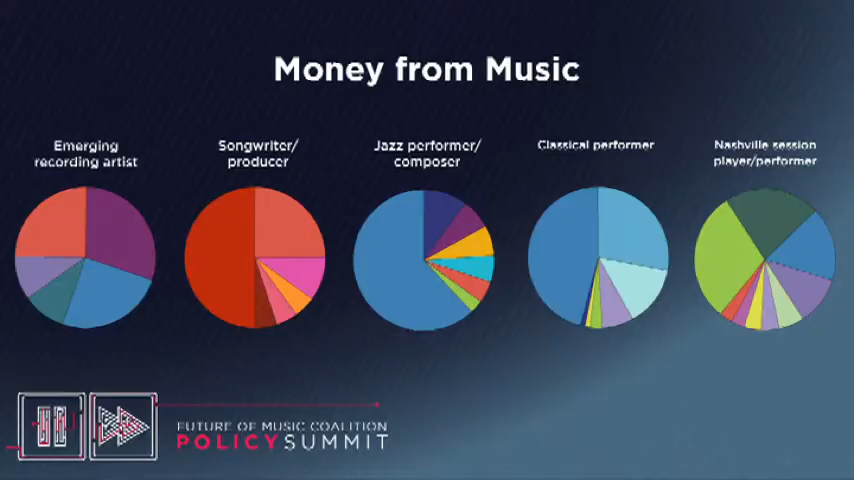 Money from Music
Emerging
recording artist
Songwriter/
producer
Jazz performer/
composer
Classical performer
Nashville session
player/performer
FUTURE OF MUSIC COALITION
POLICYSUMMIT